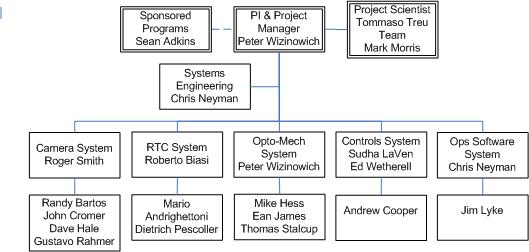 Sponsored
Programs
Sean Adkins
PI & Project
Manager
Peter Wizinowich
Project Scientist
Tommaso Treu
Team
Mark Morris
Systems
Engineering
Chris Neyman
Camera System
Roger Smith
RTC System
Roberto Biasi
Opto-Mech
System
Peter Wizinowich
Controls System
Sudha LaVen
Ed Wetherell
Ops Software
System
Chris Neyman
Randy Bartos
John Cromer
Dave Hale
Gustavo Rahmer
Mario
Andrighettoni
Dietrich Pescoller
Mike Hess
Ean James
Thomas Stalcup
Andrew Cooper
Jim Lyke